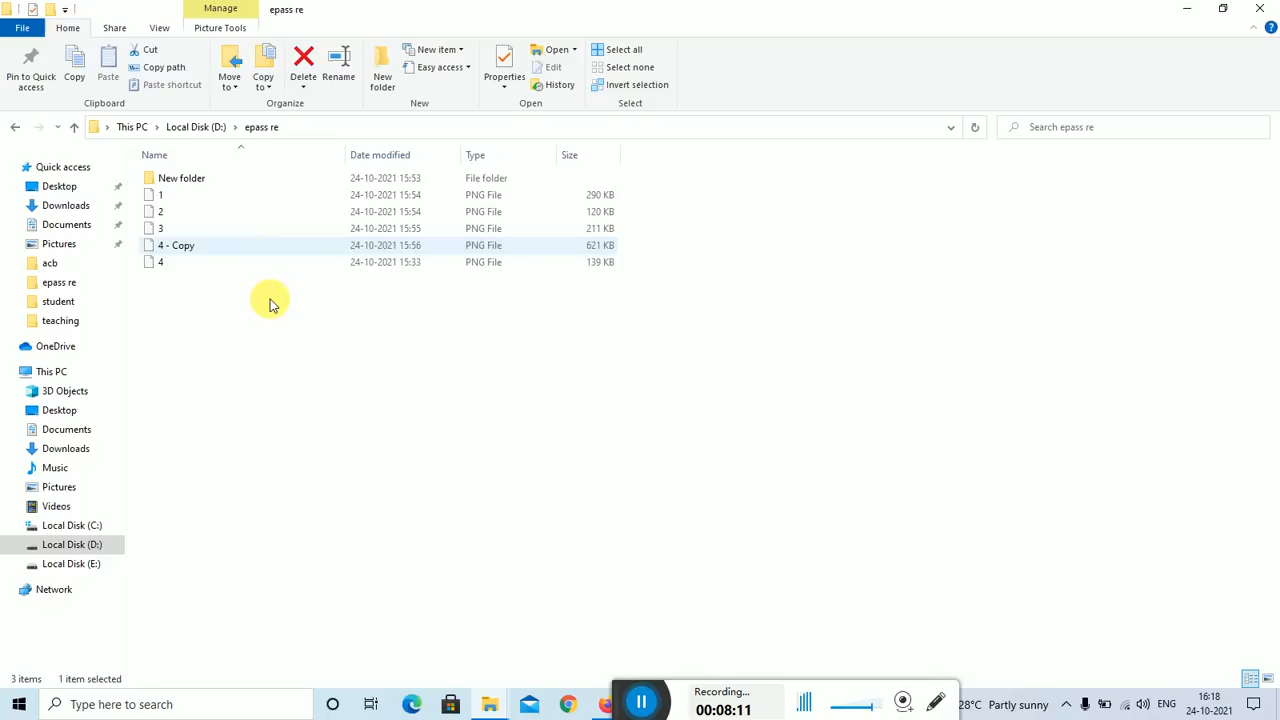 Manage
epass re
File
Home
Share
View
Picture Tools
Pin to Quick access
Copy
Paste
Cut
Copy path
Paste shortcut
Clipboard
Move to
Copy to
Delete
Rename
Organize
New folder
New item
Easy access
New
Properties
Open
Edit
History
Open
Select all
Select none
Invert selection
Select
This PC
Local Disk (D:)
epass re
Search epass re
Name
Date modified
Type
Size
New folder 24-10-2021 15:53 File folder
1 24-10-2021 15:54 PNG File 290 KB
2 24-10-2021 15:54 PNG File 120 KB
3 24-10-2021 15:55 PNG File 211 KB
4 - Copy 24-10-2021 15:56 PNG File 621 KB
4 24-10-2021 15:33 PNG File 139 KB
Quick access
Desktop
Downloads
Documents
Pictures
acb
epass re
student
teaching
OneDrive
This PC
3D Objects
Desktop
Documents
Downloads
Music
Pictures
Videos
Local Disk (C:)
Local Disk (D:)
Local Disk (E:)
Network
3 items
1 item selected
Type here to search
Recording...
00:08:11
28°C Partly sunny
ENG
16:18
24-10-2021